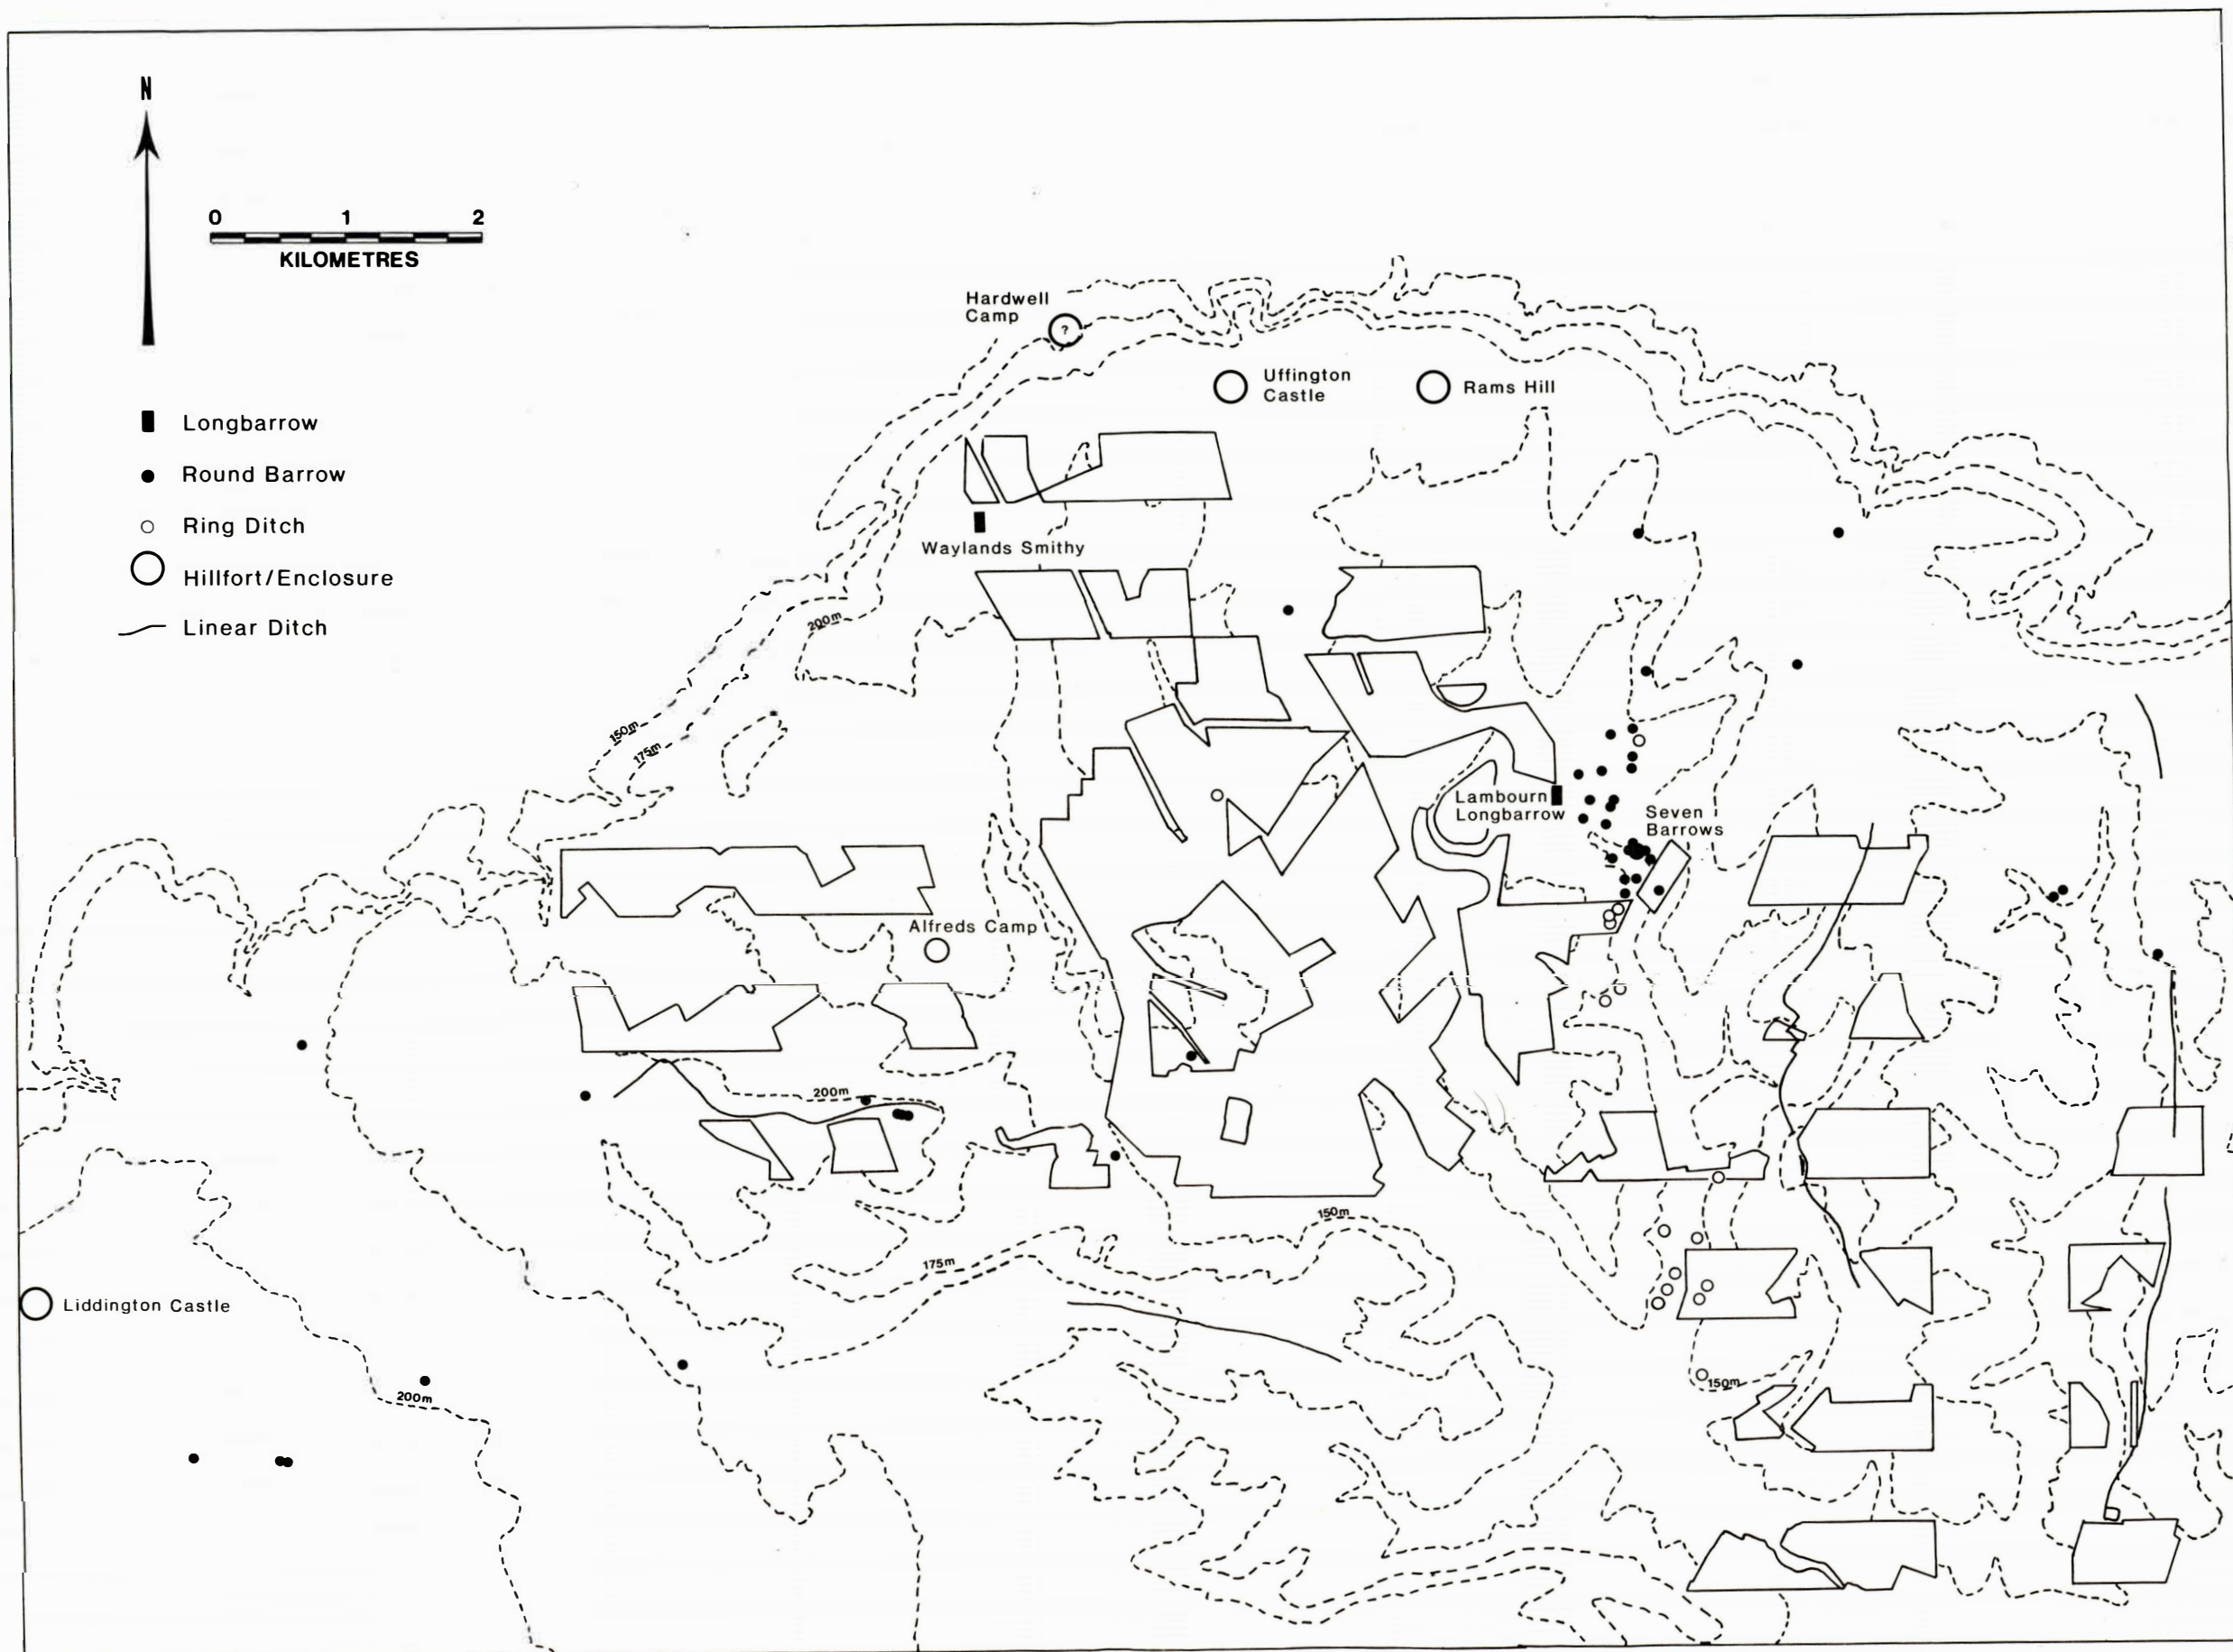 N
0 1 2
KILOMETRES
Longbarrow
Round Barrow
Ring Ditch
Hillfort/Enclosure
Linear Ditch
Hardwell
Camp
?
Uffington
Castle
Rams Hill
Waylands Smithy
200m
150m
175m
Lambourn
Longbarrow
Seven
Barrows
Alfreds Camp
200m
150m
175m
Liddington Castle
200m
150m